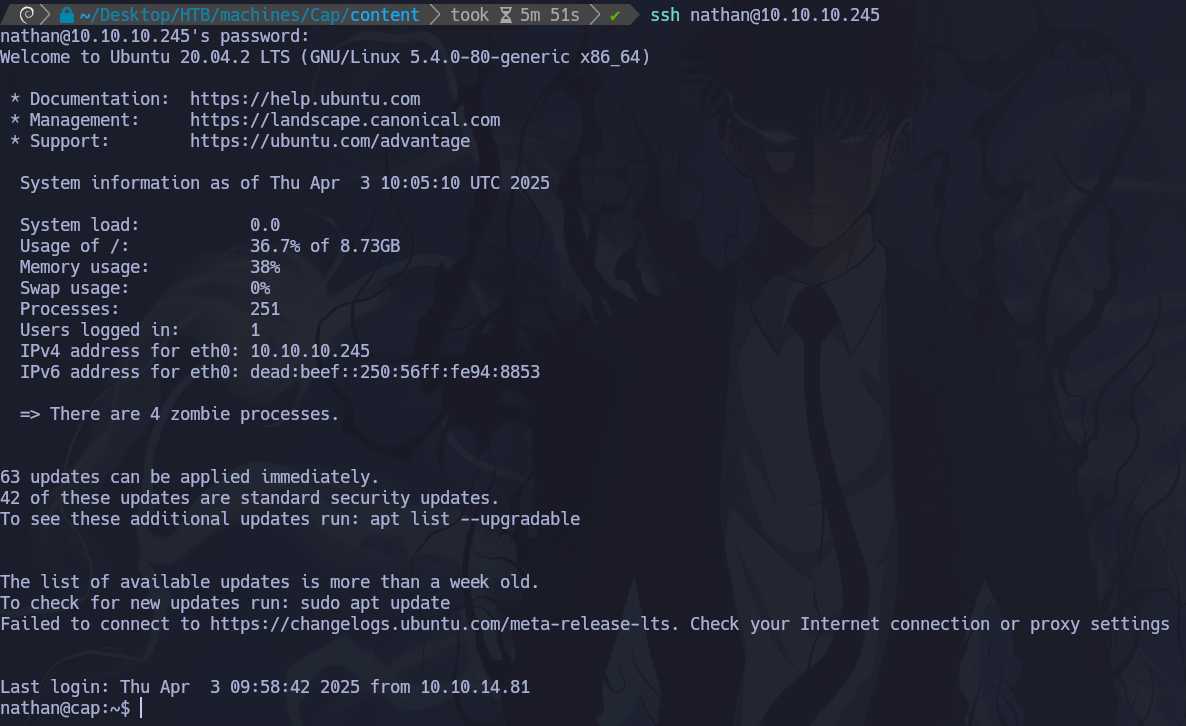 ~/Desktop/HTB/machines/Cap/content took 5m 51s ✔ ssh nathan@10.10.10.245
nathan@10.10.10.245's password:
Welcome to Ubuntu 20.04.2 LTS (GNU/Linux 5.4.0-80-generic x86_64)
* Documentation:  https://help.ubuntu.com
* Management:     https://landscape.canonical.com
* Support:        https://ubuntu.com/advantage
System information as of Thu Apr  3 10:05:10 UTC 2025
System load:           0.0
Usage of /:            36.7% of 8.73GB
Memory usage:          38%
Swap usage:            0%
Processes:             251
Users logged in:       1
IPv4 address for eth0: 10.10.10.245
IPv6 address for eth0: dead:beef::250:56ff:fe94:8853
=> There are 4 zombie processes.
63 updates can be applied immediately.
42 of these updates are standard security updates.
To see these additional updates run: apt list --upgradable
The list of available updates is more than a week old.
To check for new updates run: sudo apt update
Failed to connect to https://changelogs.ubuntu.com/meta-release-lts. Check your Internet connection or proxy settings
Last login: Thu Apr  3 09:58:42 2025 from 10.10.14.81
nathan@cap:~$